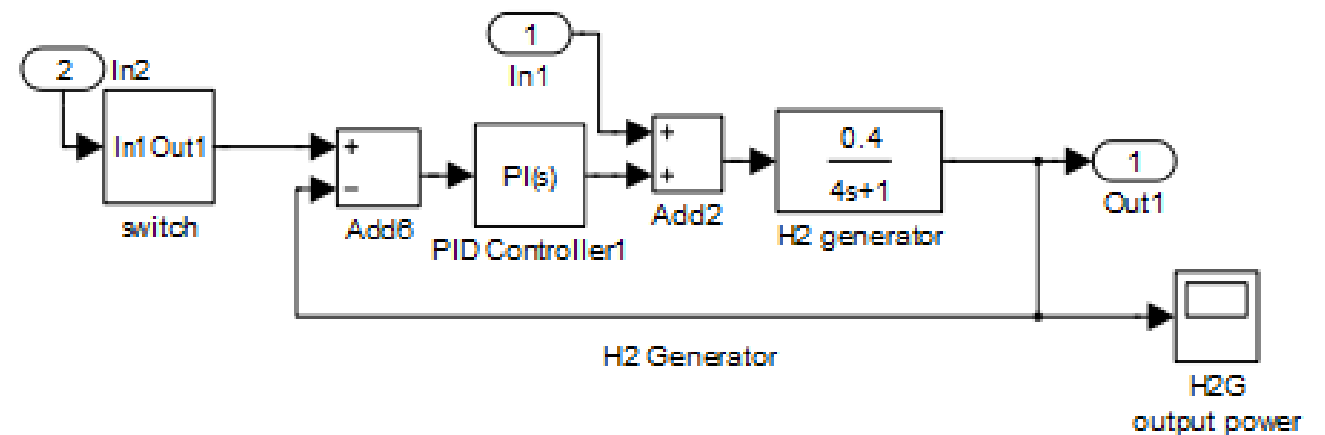 1
In1
2
In2
In1 Out1
switch
+
−
Add6
PI(s)
PID Controller1
+
+
Add2
0.4
4s+1
H2 generator
1
Out1
H2 Generator
H2G
output power